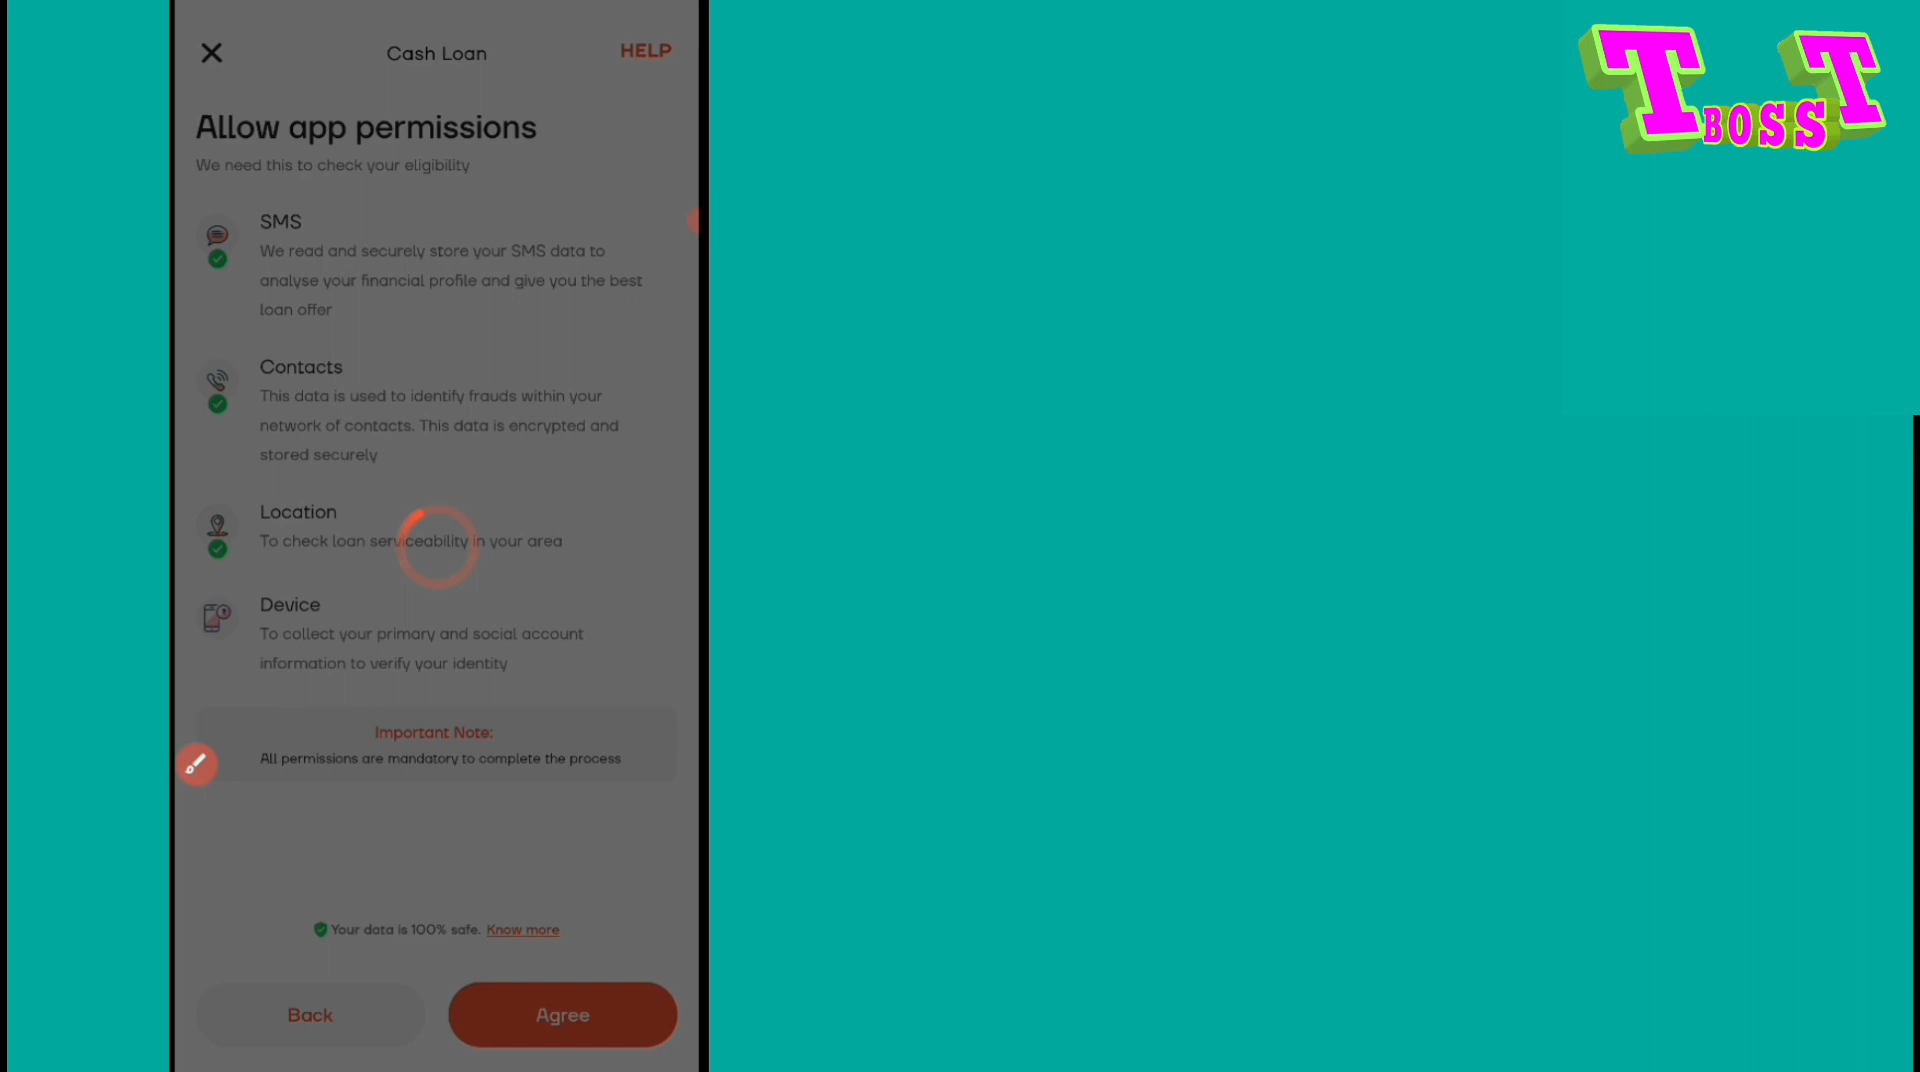 Cash Loan
HELP
Allow app permissions
We need this to check your eligibility
SMS
We read and securely store your SMS data to
analyse your financial profile and give you the best
loan offer
Contacts
This data is used to identify frauds within your
network of contacts. This data is encrypted and
stored securely
Location
To check loan serviceability in your area
Device
To collect your primary and social account
information to verify your identity
Important Note:
All permissions are mandatory to complete the process
Your data is 100% safe. Know more
Back
Agree
T BOSS T